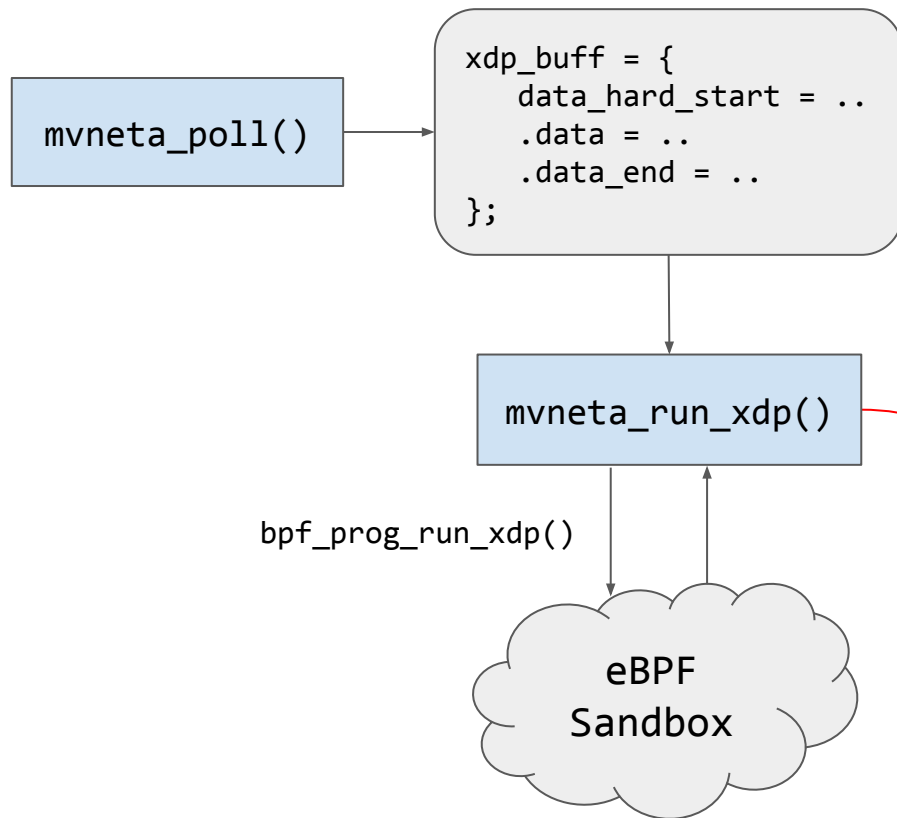 mvneta_poll()
xdp_buff = {
data_hard_start = ..
.data = ..
.data_end = ..
};
mvneta_run_xdp()
bpf_prog_run_xdp()
eBPF
Sandbox